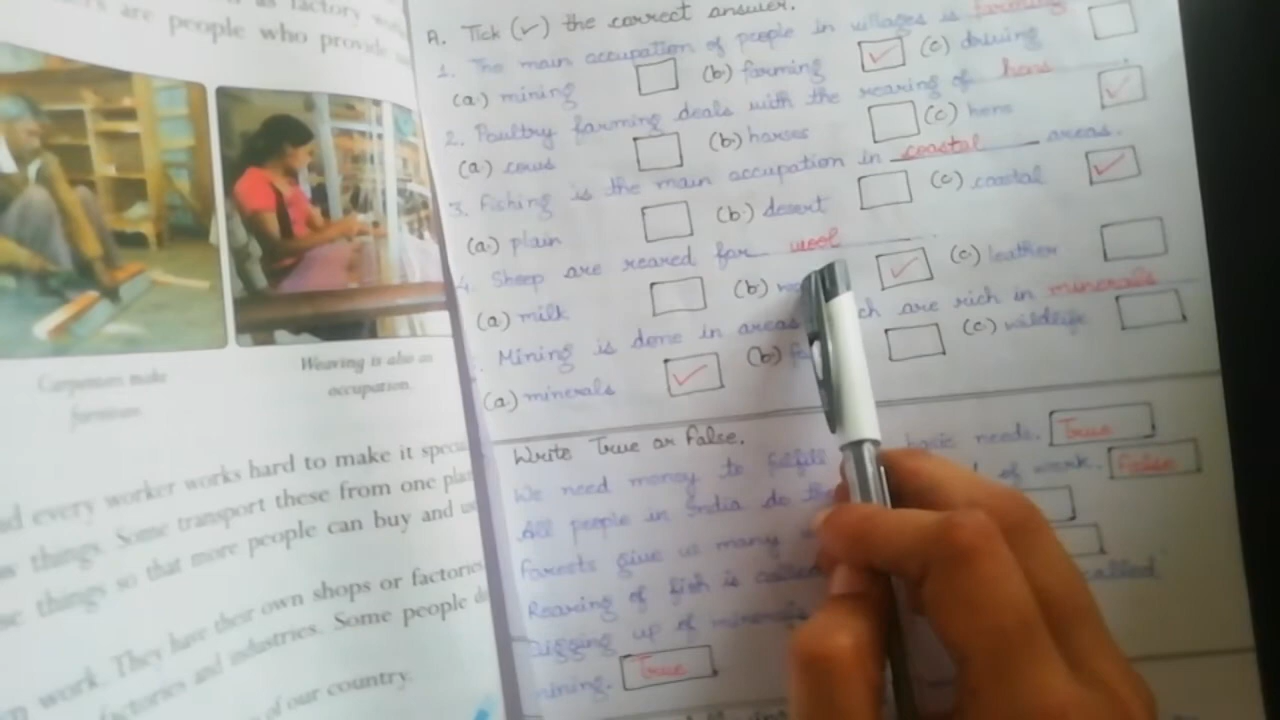 as factory
are people who provide
Carpenters make
furniture.
Weaving is also an
occupation.
and every worker works hard to make it
things. Some transport these from one
things so that more people can buy and
work. They have their own shops or factories
factories and industries. Some people
of our country.
A. Tick (✓) the correct answer.
1. The main occupation of people in villages is farming
(a.) mining (b.) farming ✓ (c) driving
2. Poultry farming deals with the rearing of hens.
(a.) cows (b.) horses (c) hens ✓
3. Fishing is the main occupation in coastal areas.
(a.) plain (b.) desert (c) coastal ✓
4. Sheep are reared for wool
(a.) milk (b.) ✓ (c) leather
Mining is done in areas which are rich in minerals
(a.) minerals ✓ (b) (c) wildlife
Write True or False.
We need money to fulfill basic needs. True
All people in India do of work. False
Forests give us many
Rearing of fish is called
Digging up of minerals called
mining. True